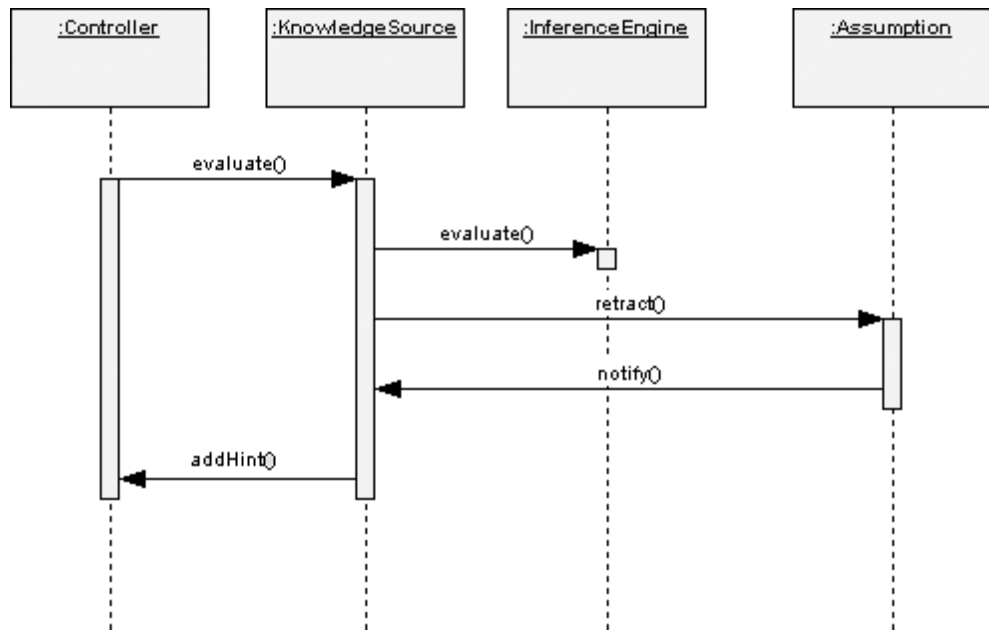 :Controller
:KnowledgeSource
:InferenceEngine
:Assumption
evaluate()
evaluate()
retract()
notify()
addHint()